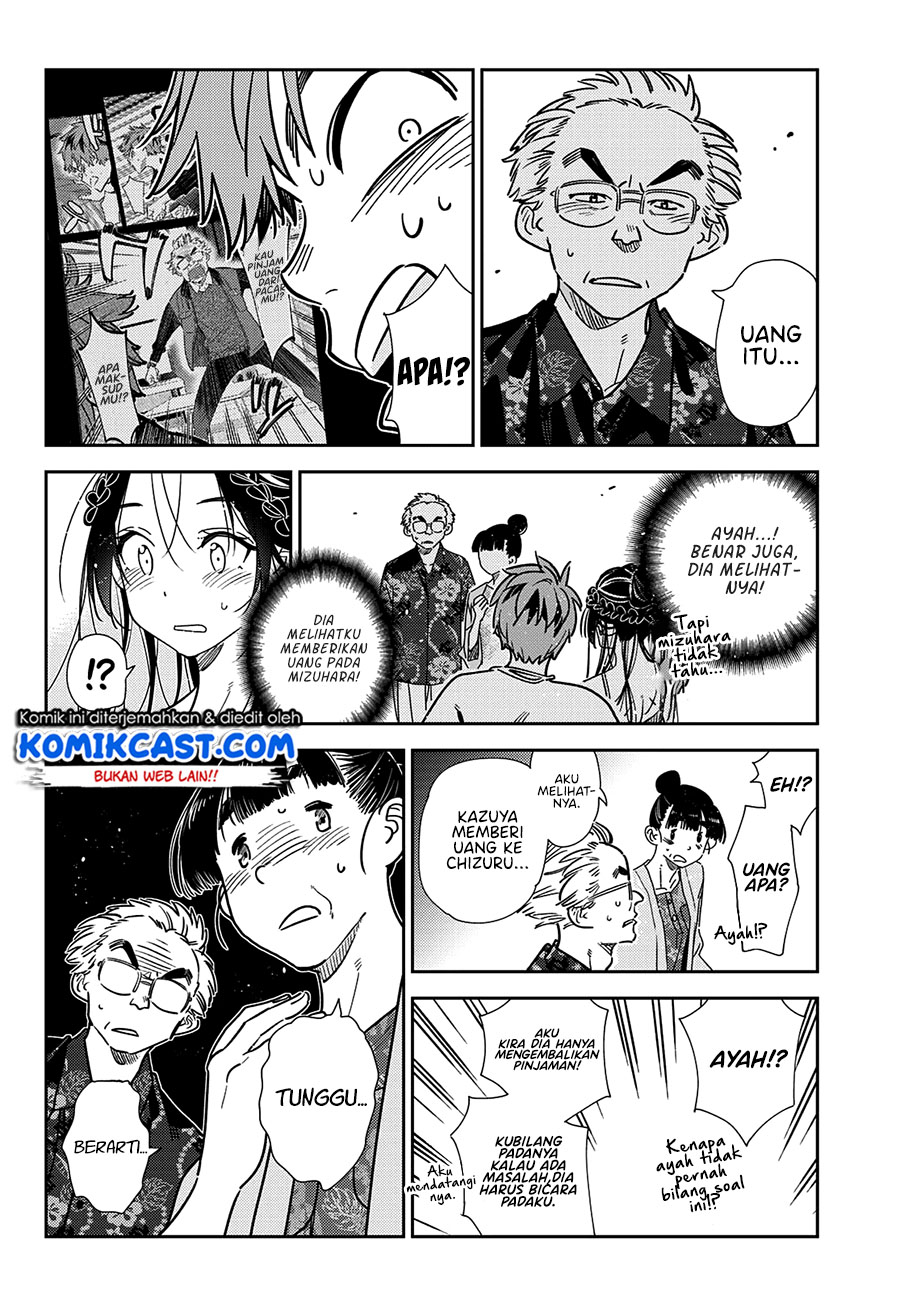 UANG
ITU...
APA!?
KAU
PINJAM
UANG
DARI
PACAR
MU!?
APA
MAK-
SUD
MU!?
AYAH...!
BENAR JUGA,
DIA MELIHAT-
NYA!
Tapi
mizuhara
tidak
tahu...
DIA
MELIHATKU
MEMBERIKAN
UANG PADA
MIZUHARA!
!?
Komik ini diterjemahkan & diedit oleh
KOMIKCAST.COM
BUKAN WEB LAIN!!
EH!?
UANG
APA?
Ayah!?
AKU
MELIHAT-
NYA.
KAZUYA
MEMBERI
UANG KE
CHIZURU...
AYAH!?
Kenapa
ayah tidak
pernah
bilang soal
ini!?
AKU
KIRA DIA HANYA
MENGEMBALIKAN
PINJAMAN!
KUBILANG
PADANYA
KALAU ADA
MASALAH,DIA
HARUS BICARA
PADAKU.
Aku
mendatangi
nya.
TUNGGU...
BERARTI...